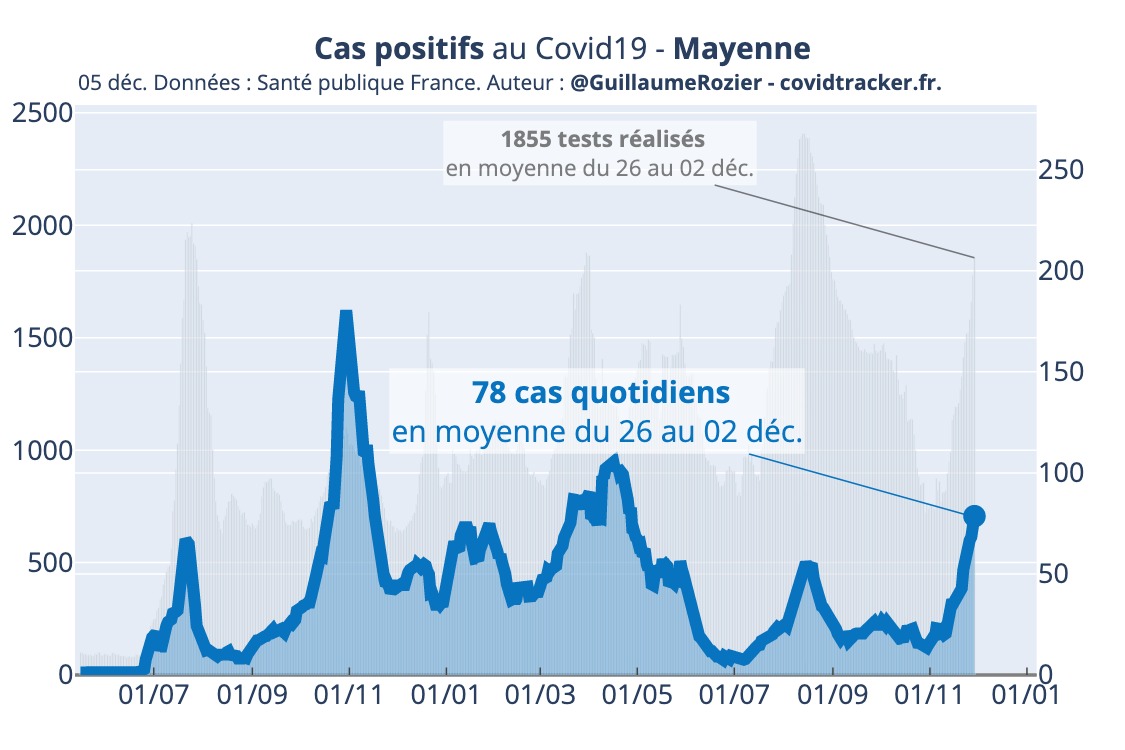 Cas positifs au Covid19 - Mayenne
05 déc. Données : Santé publique France. Auteur : @GuillaumeRozier - covidtracker.fr.
2500
2000
1500
1000
500
0
1855 tests réalisés
en moyenne du 26 au 02 déc.
78 cas quotidiens
en moyenne du 26 au 02 déc.
250
200
150
100
50
0
01/07 01/09 01/11 01/01 01/03 01/05 01/07 01/09 01/11 01/01